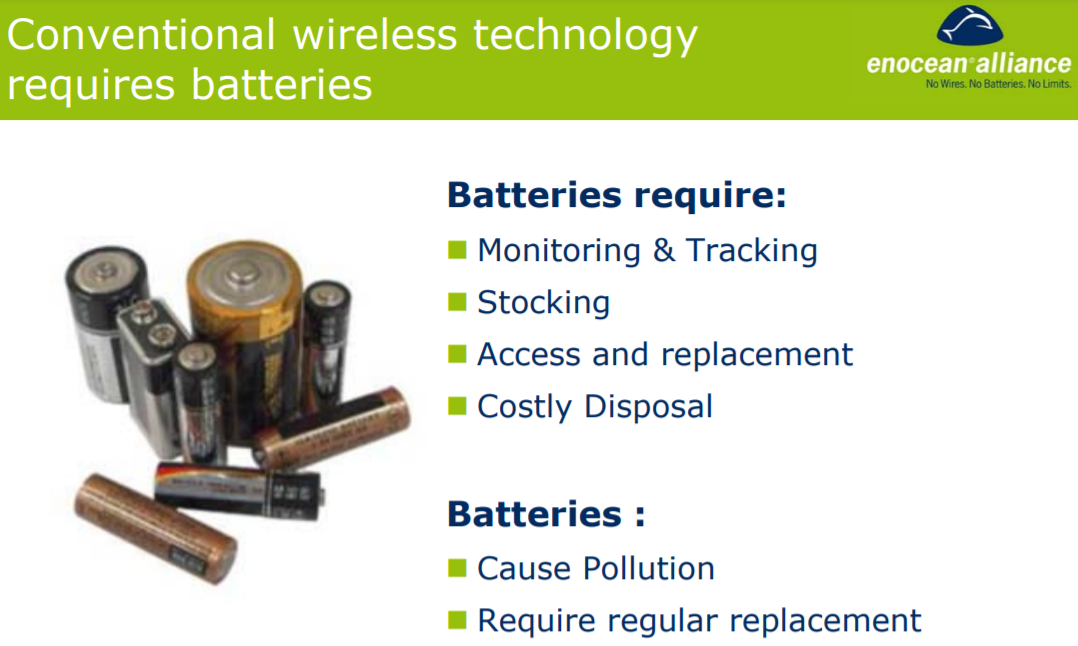 Conventional wireless technology
requires batteries
enocean® alliance
No Wires. No Batteries. No Limits.
Batteries require:
Monitoring & Tracking
Stocking
Access and replacement
Costly Disposal
Batteries :
Cause Pollution
Require regular replacement